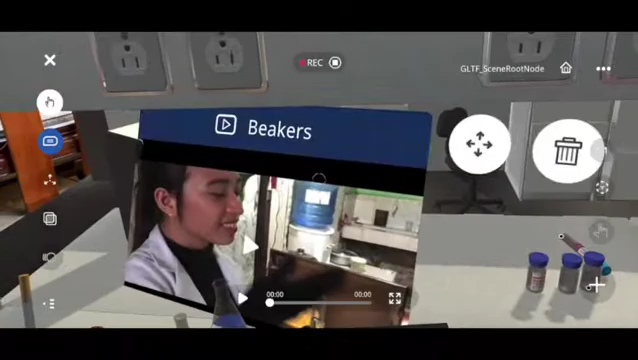 REC
GLTF_SceneRootNode
Beakers
00:00
00:00